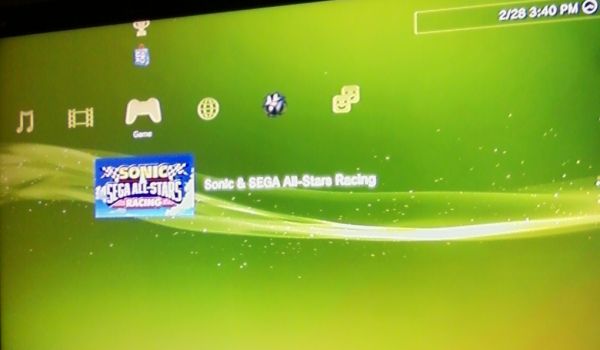 2/28 3:40 PM
Game
SONIC
SEGA ALL-STARS
RACING
Sonic & SEGA All-Stars Racing